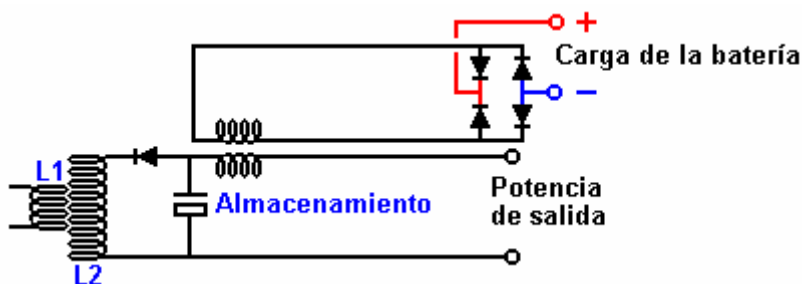 +
Carga de la batería
−
L1
Almacenamiento
Potencia
de salida
L2